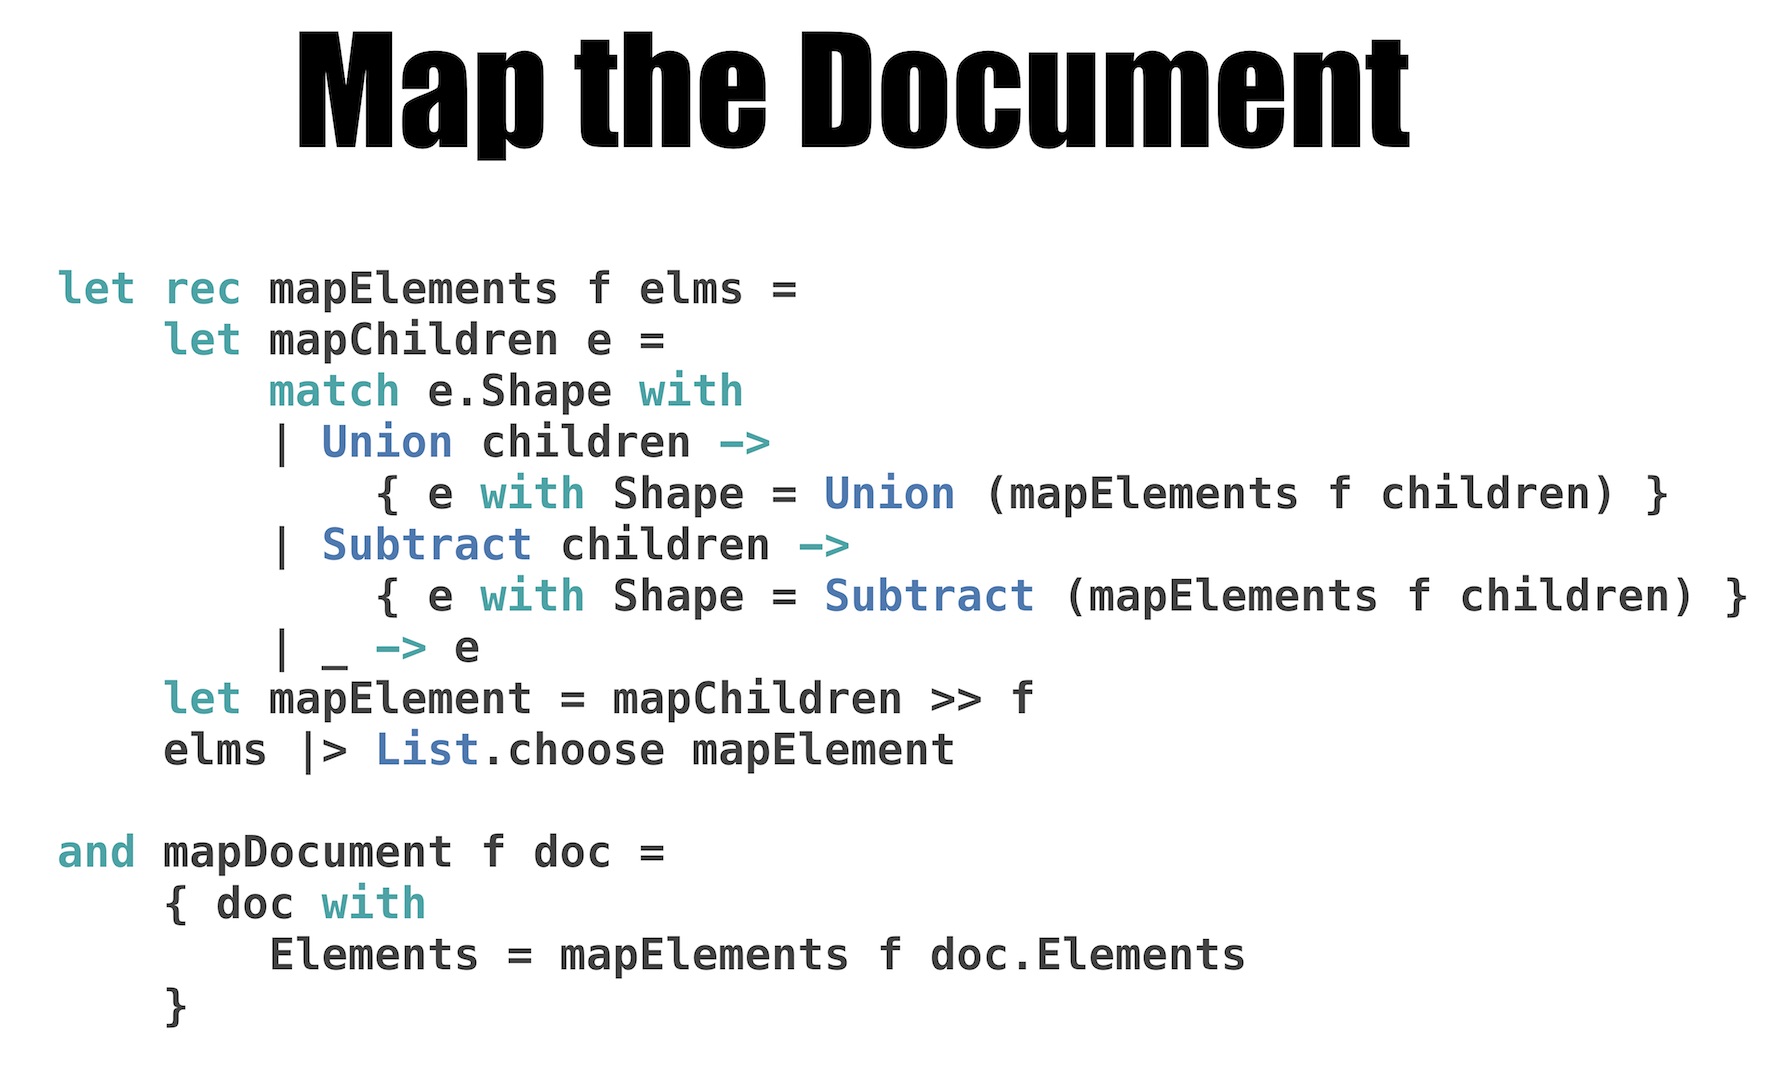 Map the Document
let rec mapElements f elms =
    let mapChildren e =
        match e.Shape with
        | Union children ->
            { e with Shape = Union (mapElements f children) }
        | Subtract children ->
            { e with Shape = Subtract (mapElements f children) }
        | _ -> e
    let mapElement = mapChildren >> f
    elms |> List.choose mapElement

and mapDocument f doc =
    { doc with
        Elements = mapElements f doc.Elements
    }